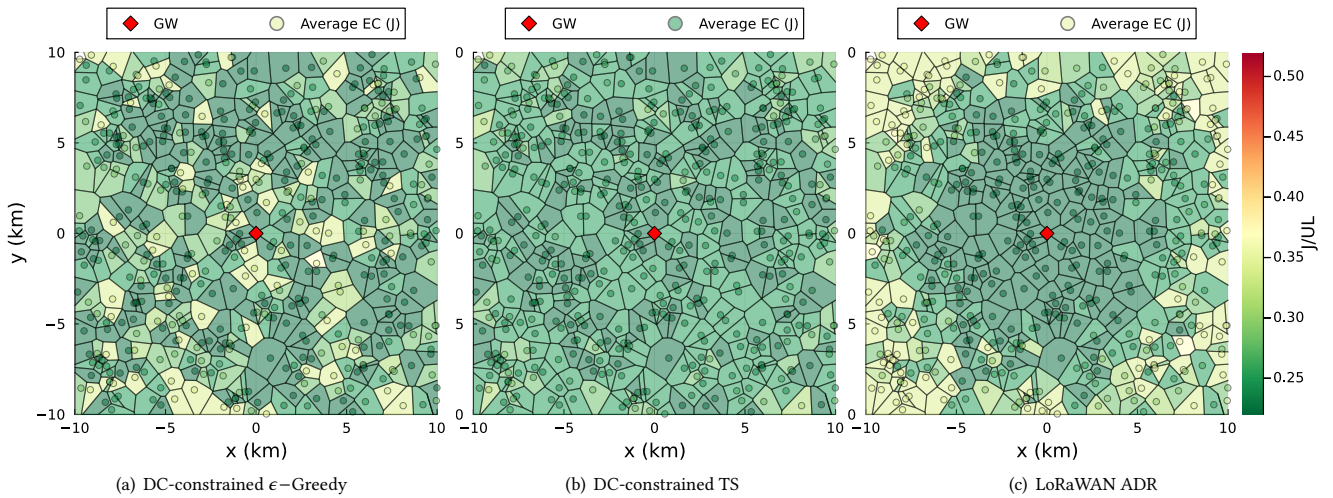 GW Average EC (J) GW Average EC (J) GW Average EC (J)
10 0 0 0.50
5 5 5 0.45
y (km) 0 0 0 0.40 J/UL
0.35
−5 5 5 0.30
0.25
−10 0 0
−10 −5 0 5 10 −10 −5 0 5 10 −10 −5 0 5 10
x (km) x (km) x (km)
(a) DC-constrained ϵ−Greedy (b) DC-constrained TS (c) LoRaWAN ADR